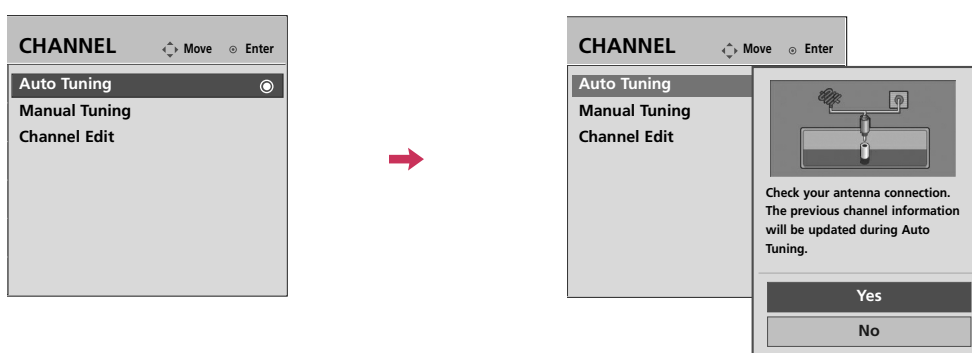 CHANNEL Move Enter
Auto Tuning
Manual Tuning
Channel Edit
CHANNEL Move Enter
Auto Tuning
Manual Tuning
Channel Edit
Check your antenna connection.
The previous channel information
will be updated during Auto
Tuning.
Yes
No